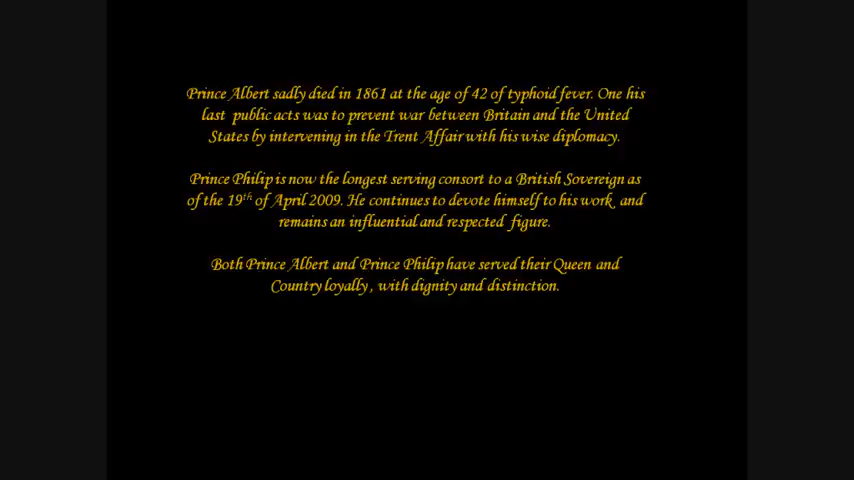 Prince Albert sadly died in 1861 at the age of 42 of typhoid fever. One his
last public acts was to prevent war between Britain and the United
States by intervening in the Trent Affair with his wise diplomacy.
Prince Philip is now the longest serving consort to a British Sovereign as
of the 19th of April 2009. He continues to devote himself to his work and
remains an influential and respected figure.
Both Prince Albert and Prince Philip have served their Queen and
Country loyally , with dignity and distinction.